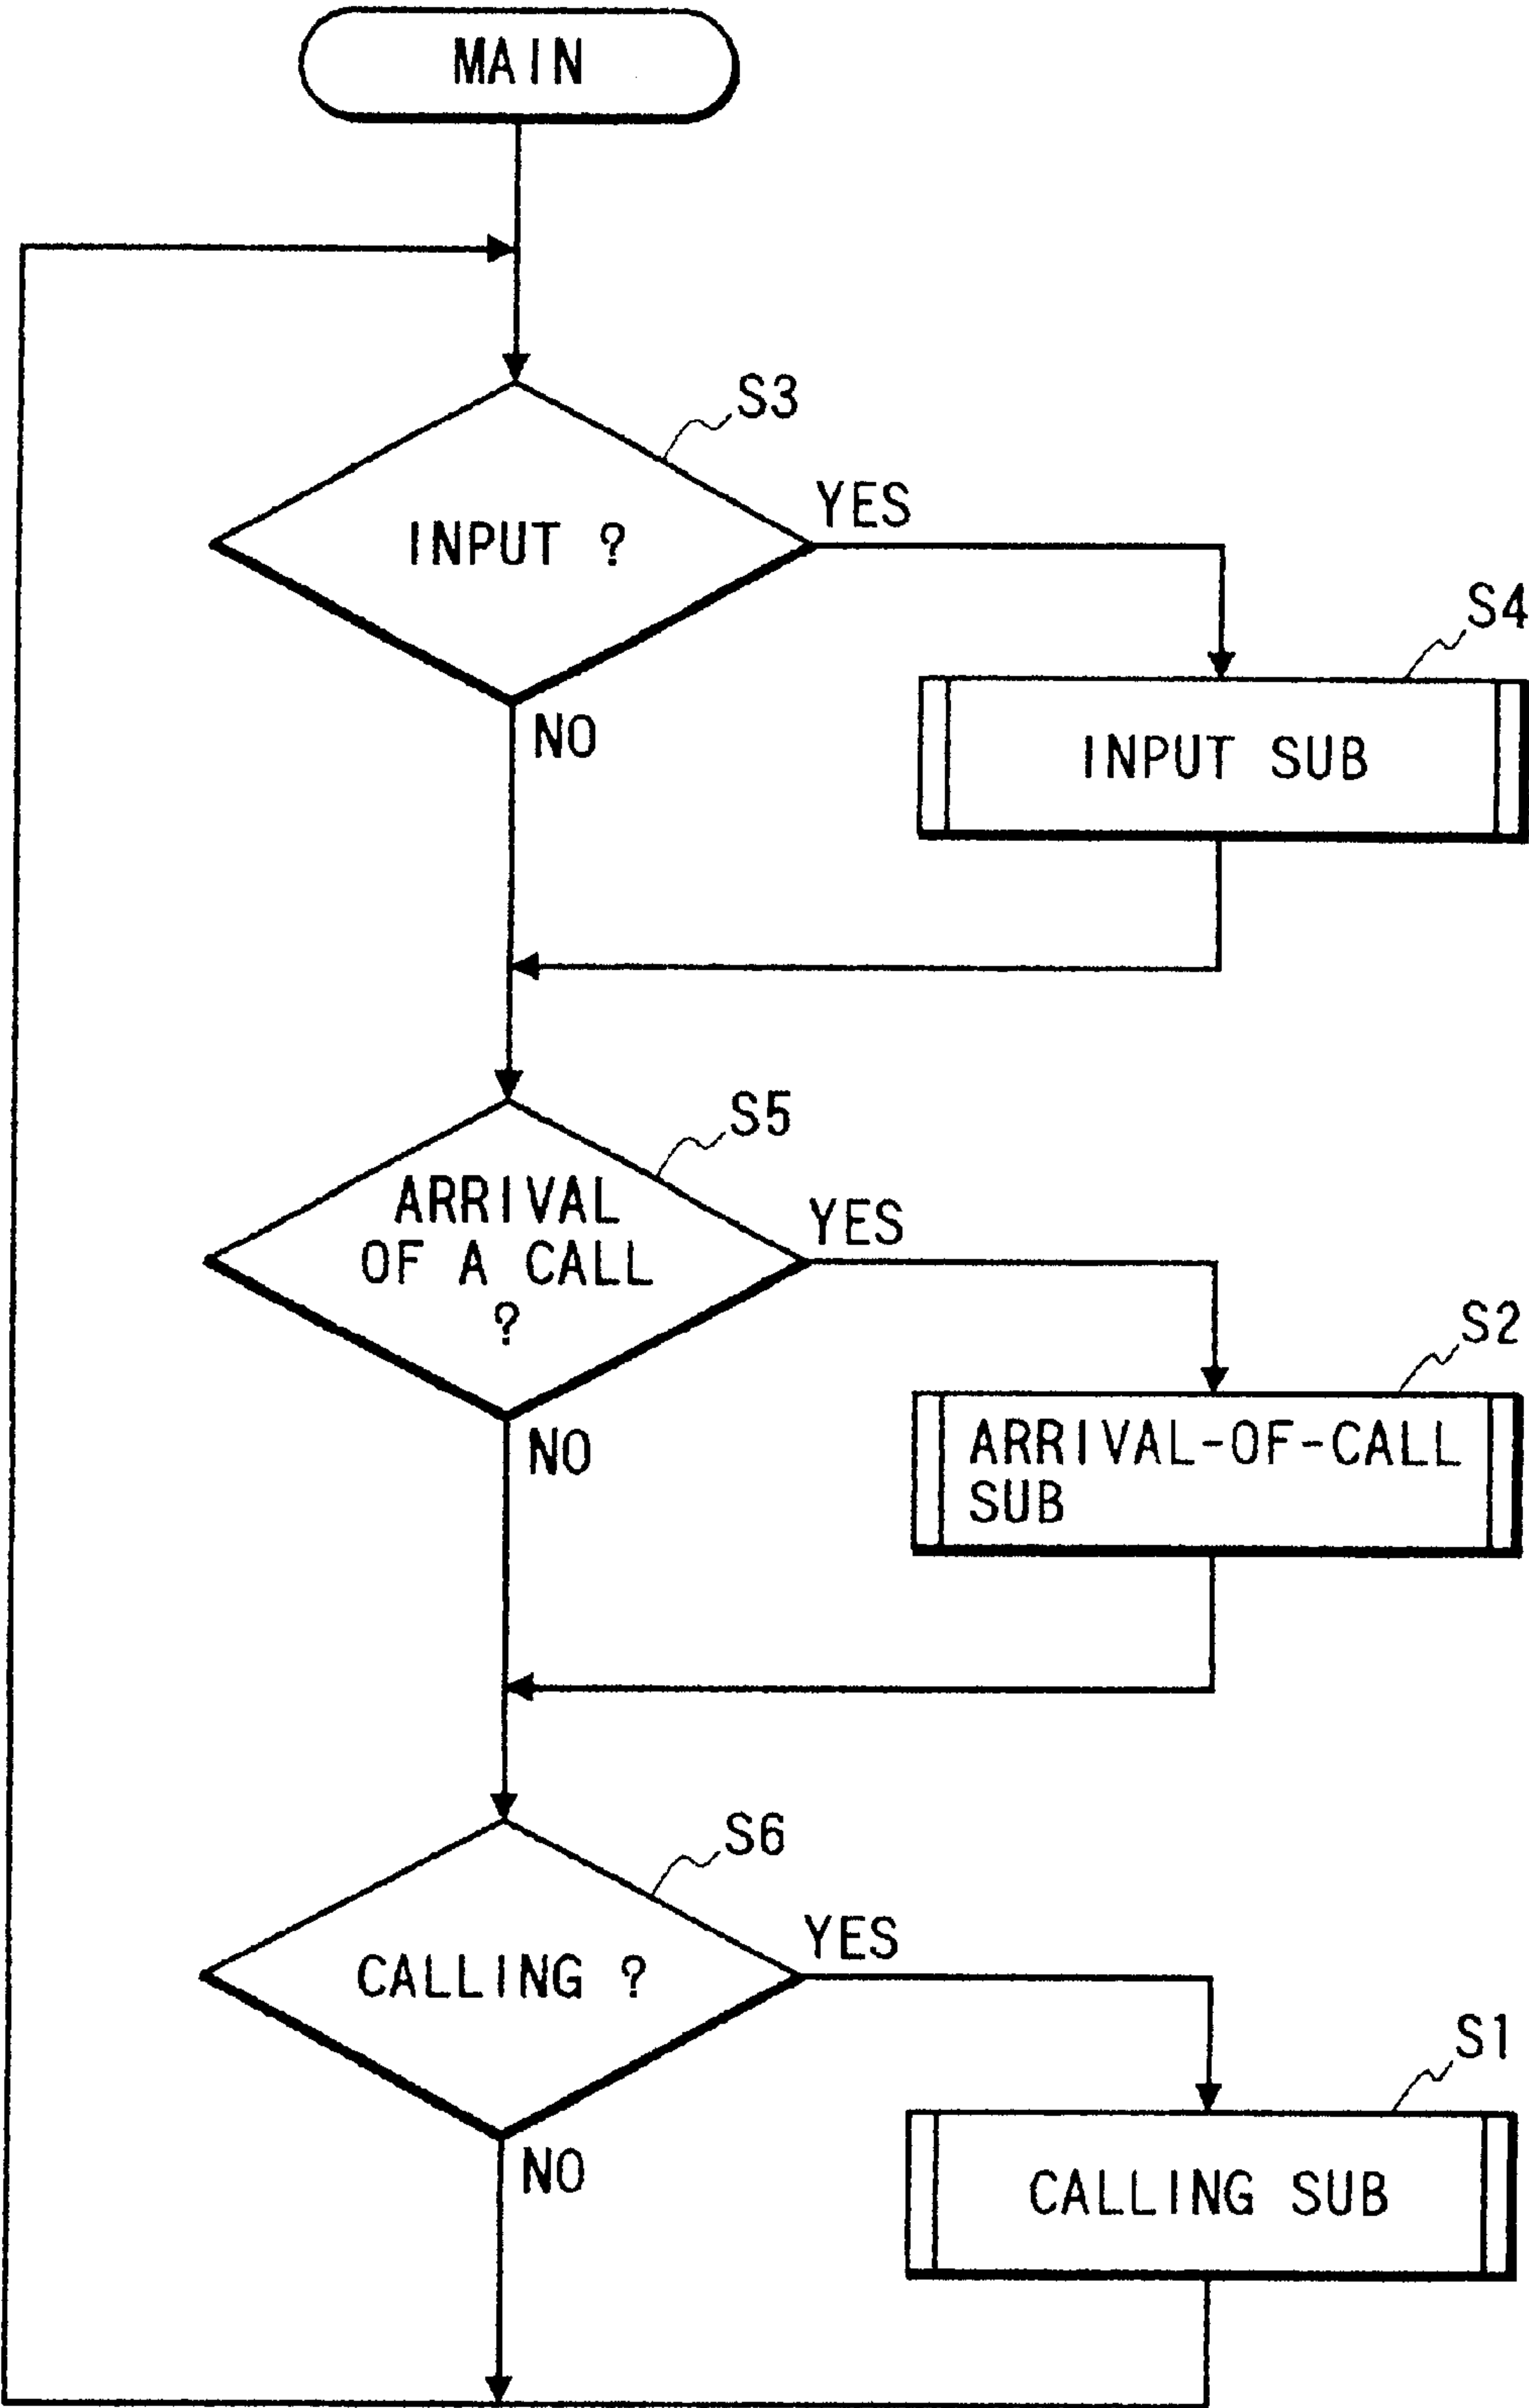 MAIN
S3
INPUT ?
YES
S4
INPUT SUB
NO
S5
ARRIVAL
OF A CALL
?
YES
S2
ARRIVAL-OF-CALL
SUB
NO
S6
CALLING ?
YES
S1
CALLING SUB
NO